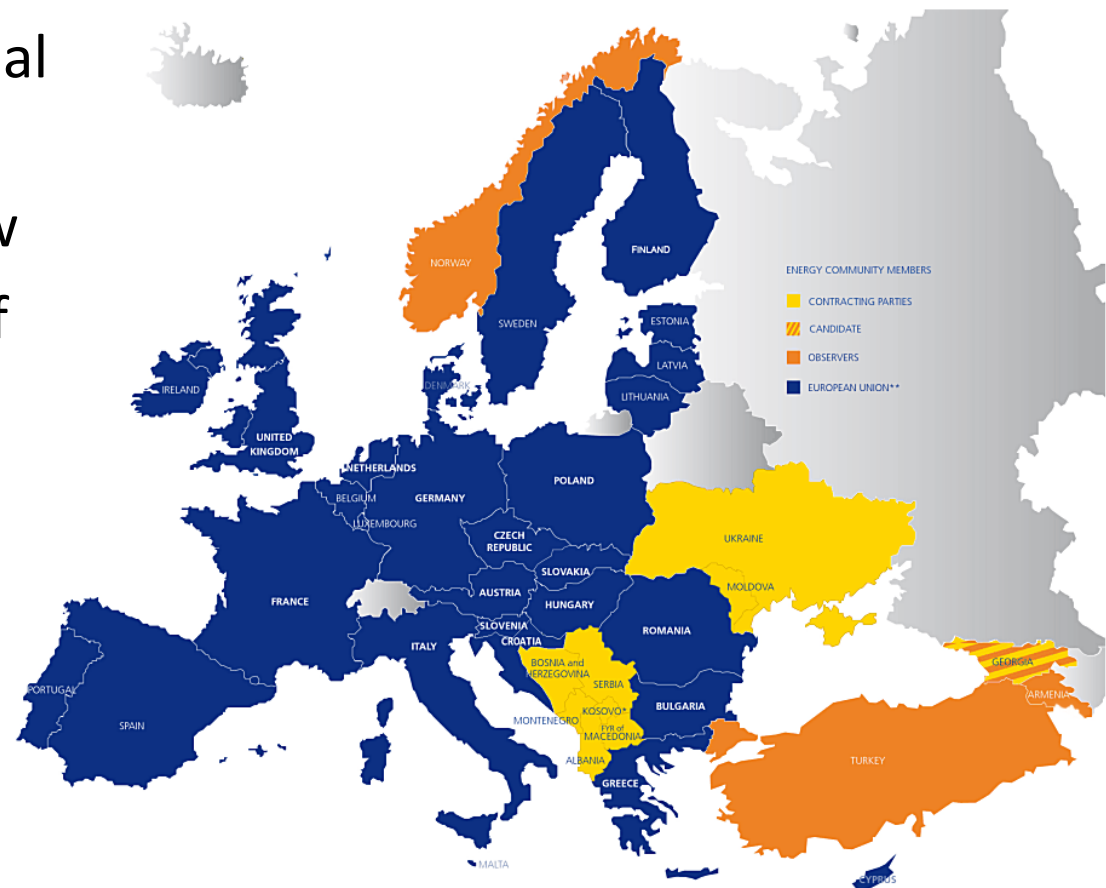 al
w
f
NORWAY
FINLAND
SWEDEN
ENERGY COMMUNITY MEMBERS
CONTRACTING PARTIES
CANDIDATE
OBSERVERS
EUROPEAN UNION**
ESTONIA
LATVIA
LITHUANIA
DENMARK
IRELAND
UNITED
KINGDOM
NETHERLANDS
BELGIUM
LUXEMBOURG
GERMANY
POLAND
CZECH
REPUBLIC
SLOVAKIA
AUSTRIA
HUNGARY
SLOVENIA
CROATIA
FRANCE
ITALY
ROMANIA
UKRAINE
MOLDOVA
BOSNIA and
HERZEGOVINA
SERBIA
KOSOVO*
MONTENEGRO
FYR of
MACEDONIA
ALBANIA
BULGARIA
GREECE
PORTUGAL
SPAIN
GEORGIA
ARMENIA
TURKEY
MALTA
CYPRUS